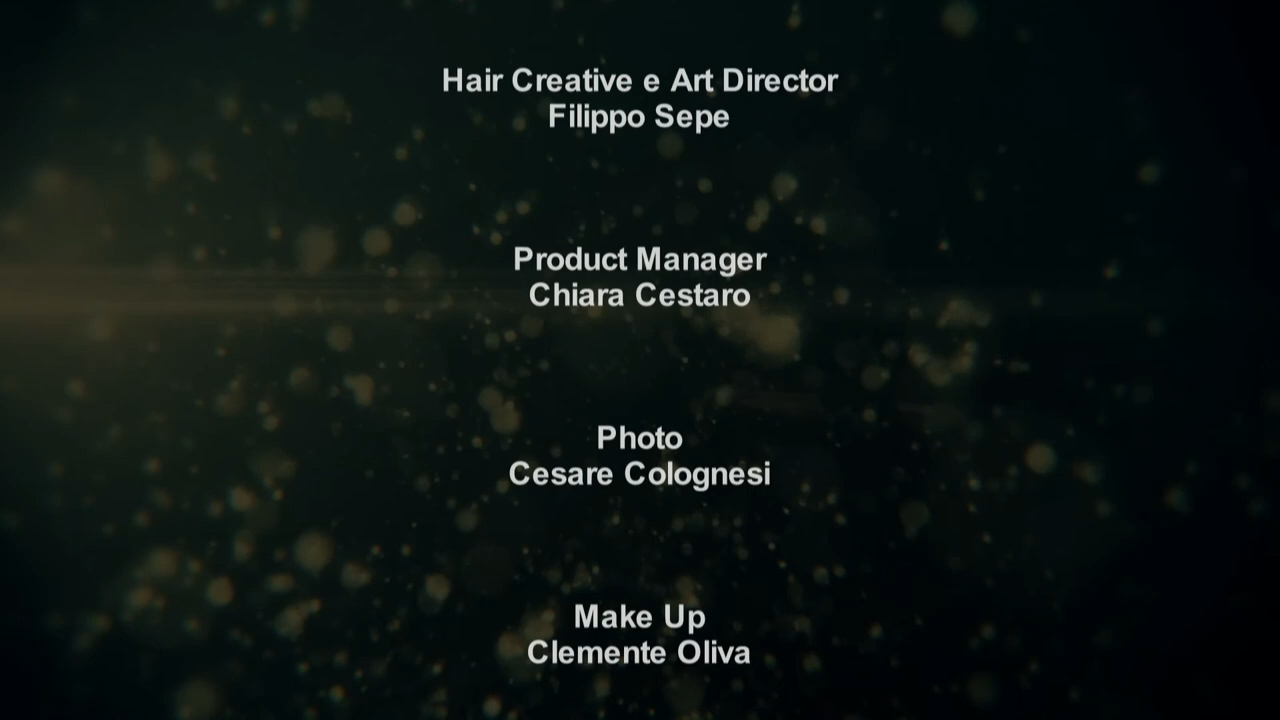 Hair Creative e Art Director
Filippo Sepe
Product Manager
Chiara Cestaro
Photo
Cesare Colognesi
Make Up
Clemente Oliva